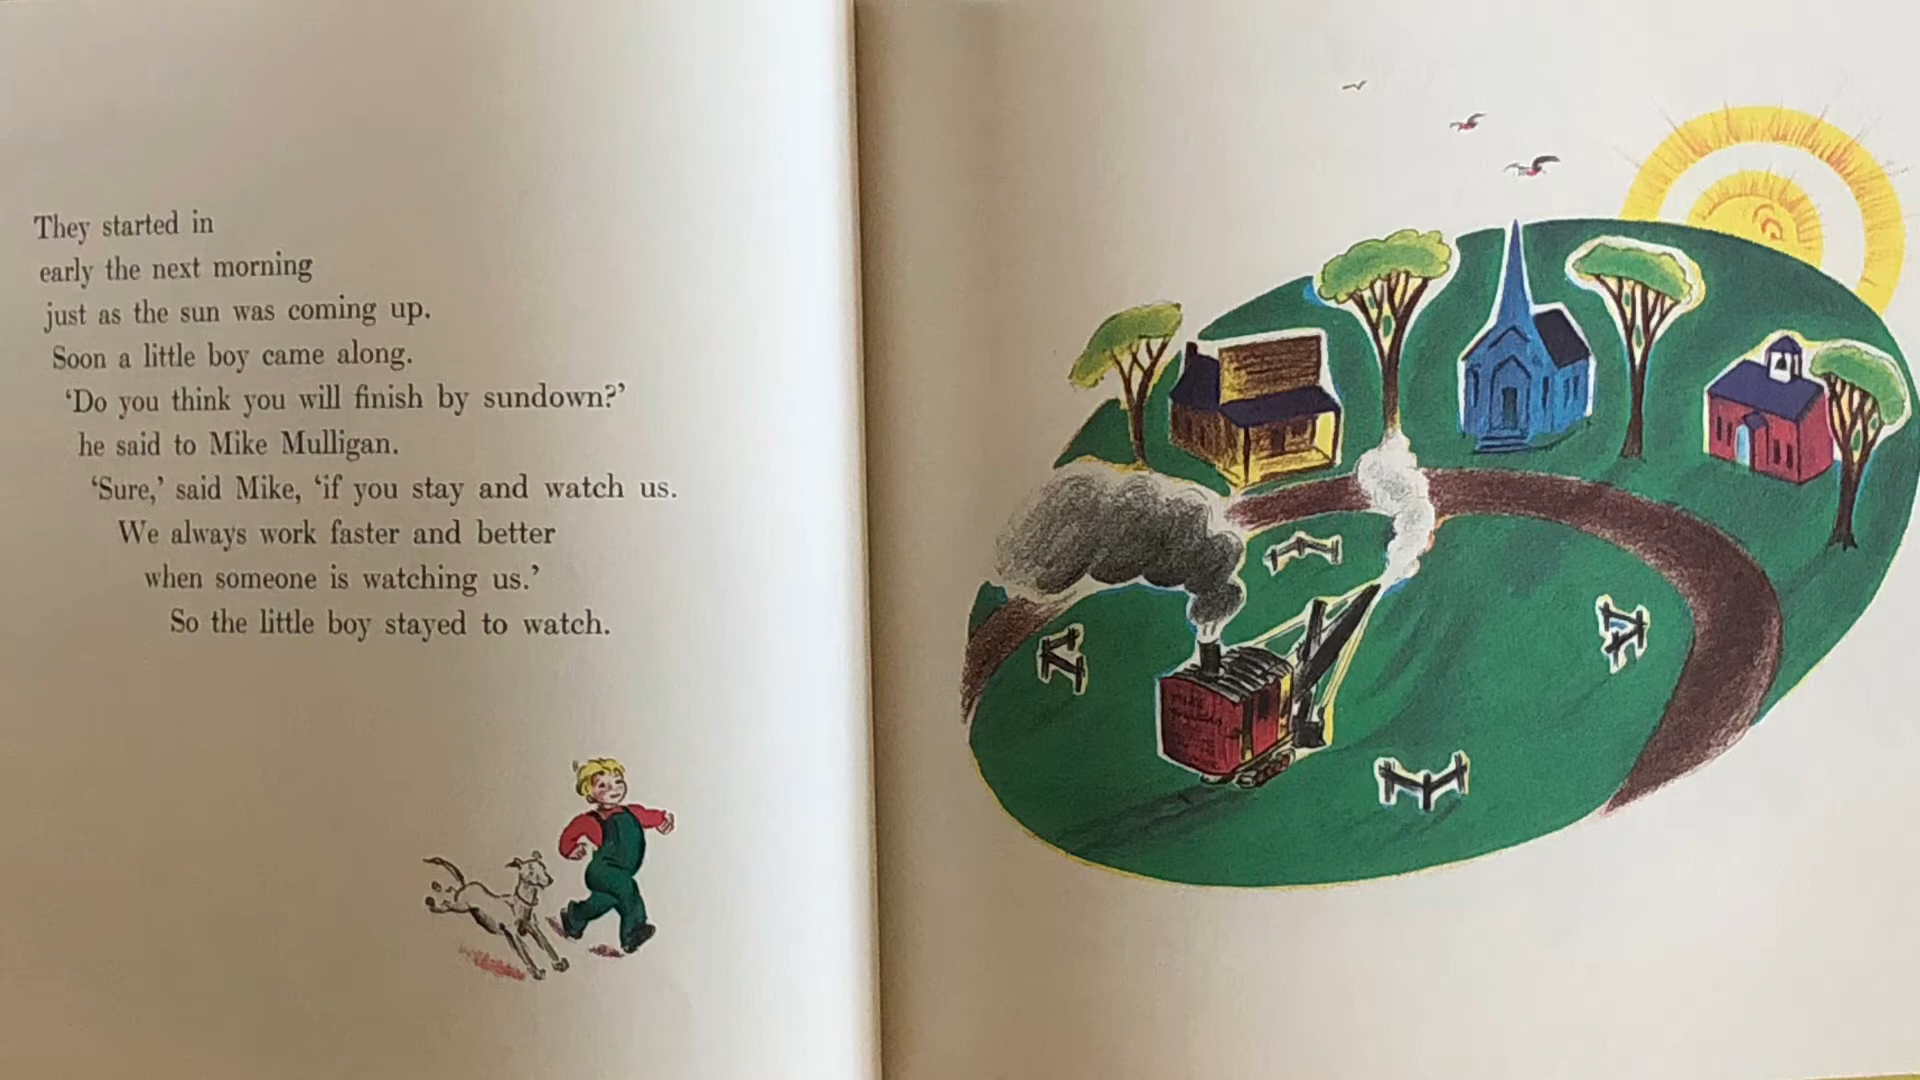 They started in
early the next morning
just as the sun was coming up.
Soon a little boy came along.
‘Do you think you will finish by sundown?’
he said to Mike Mulligan.
‘Sure,’ said Mike, ‘if you stay and watch us.
We always work faster and better
when someone is watching us.’
So the little boy stayed to watch.